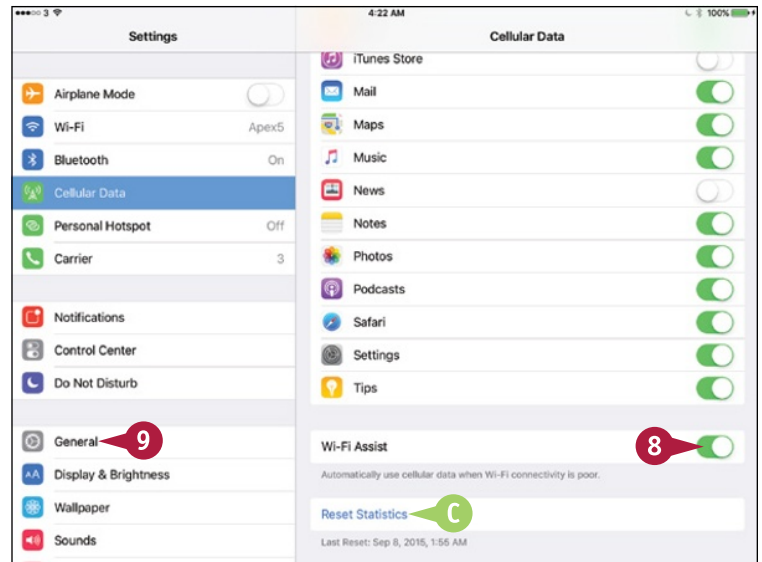 3
4:22 AM
100%
Settings
Cellular Data
Airplane Mode
Wi-Fi
Apex5
Bluetooth
On
Cellular Data
Personal Hotspot
Off
Carrier
3
Notifications
Control Center
Do Not Disturb
General
9
Display & Brightness
Wallpaper
Sounds
iTunes Store
Mail
Maps
Music
News
Notes
Photos
Podcasts
Safari
Settings
Tips
Wi-Fi Assist
8
Automatically use cellular data when Wi-Fi connectivity is poor.
Reset Statistics
C
Last Reset: Sep 8, 2015, 1:55 AM